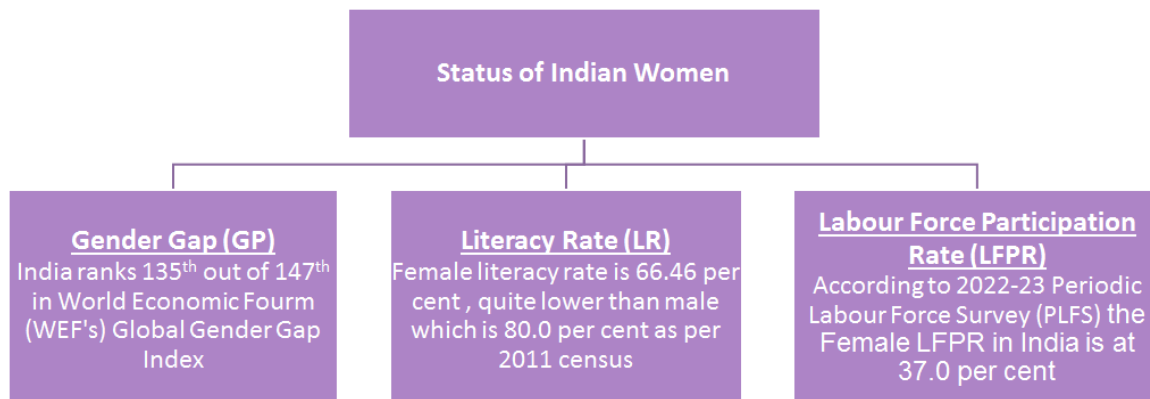 Status of Indian Women
Gender Gap (GP)
India ranks 135th out of 147th
in World Economic Fourm
(WEF's) Global Gender Gap
Index
Literacy Rate (LR)
Female literacy rate is 66.46 per
cent , quite lower than male
which is 80.0 per cent as per
2011 census
Labour Force Participation
Rate (LFPR)
According to 2022-23 Periodic
Labour Force Survey (PLFS) the
Female LFPR in India is at
37.0 per cent